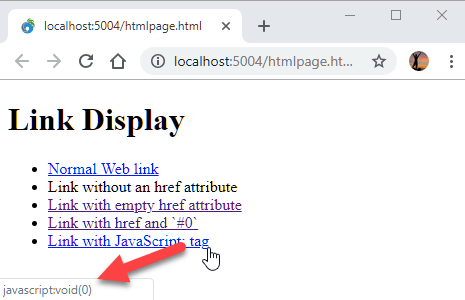 localhost:5004/htmlpage.html
localhost:5004/htmlpage.ht...
Link Display
Normal Web link
Link without an href attribute
Link with empty href attribute
Link with href and `#0`
Link with JavaScript: tag
javascript:void(0)